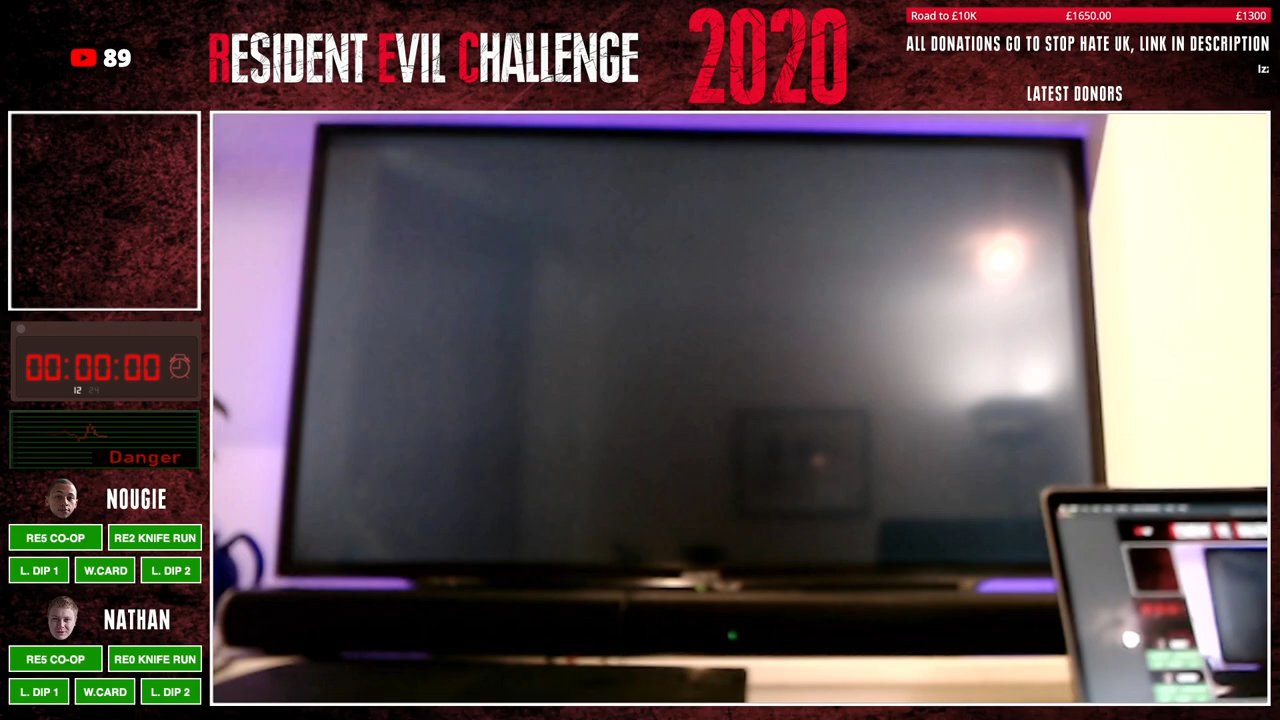 89
RESIDENT EVIL CHALLENGE
2020
Road to £10K £1650.00 £1300
ALL DONATIONS GO TO STOP HATE UK, LINK IN DESCRIPTION
LATEST DONORS
00:00:00
12 24
Danger
NOUGIE
RE5 CO-OP RE2 KNIFE RUN
L. DIP 1 W.CARD L. DIP 2
NATHAN
RE5 CO-OP RE0 KNIFE RUN
L. DIP 1 W.CARD L. DIP 2